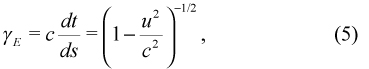 γ_E = c dt/ds = (1 − u²/c²)^{−1/2} , (5)